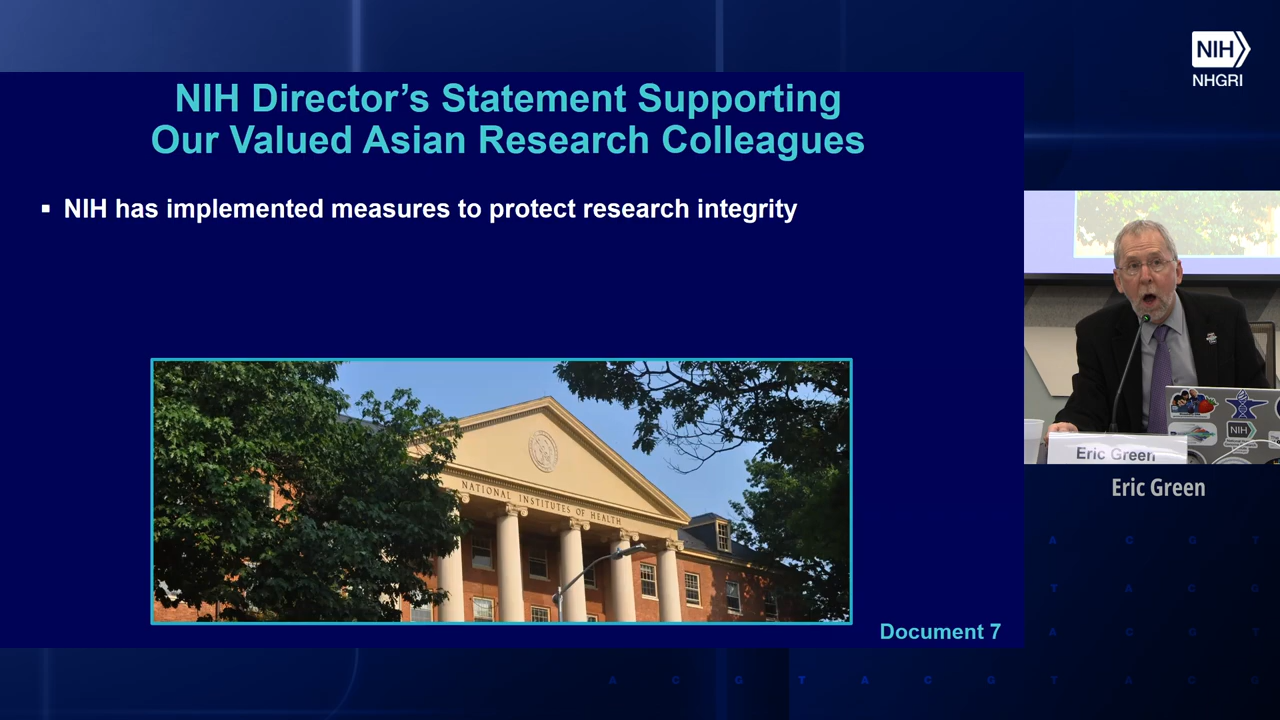 NIH
NHGRI
NIH Director's Statement Supporting
Our Valued Asian Research Colleagues
▪ NIH has implemented measures to protect research integrity
NATIONAL INSTITUTES OF HEALTH
Document 7
NIH
Eric Green
Eric Green
A C G T
T A C G
A C G T
A C G T A C G T A C G